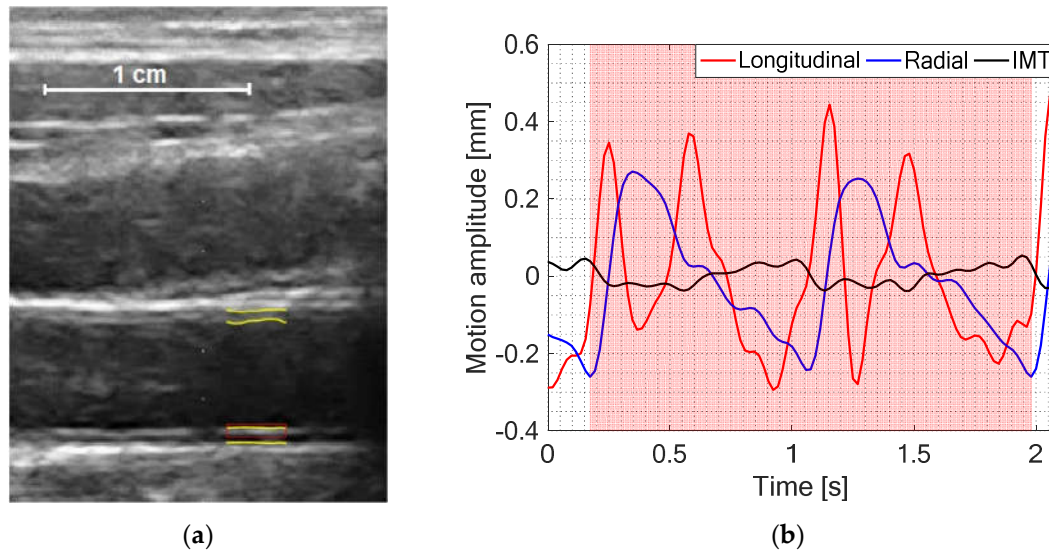 1 cm
(a)
Longitudinal Radial IMT
Motion amplitude [mm]
0.6
0.4
0.2
0
-0.2
-0.4
0 0.5 1 1.5 2
Time [s]
(b)